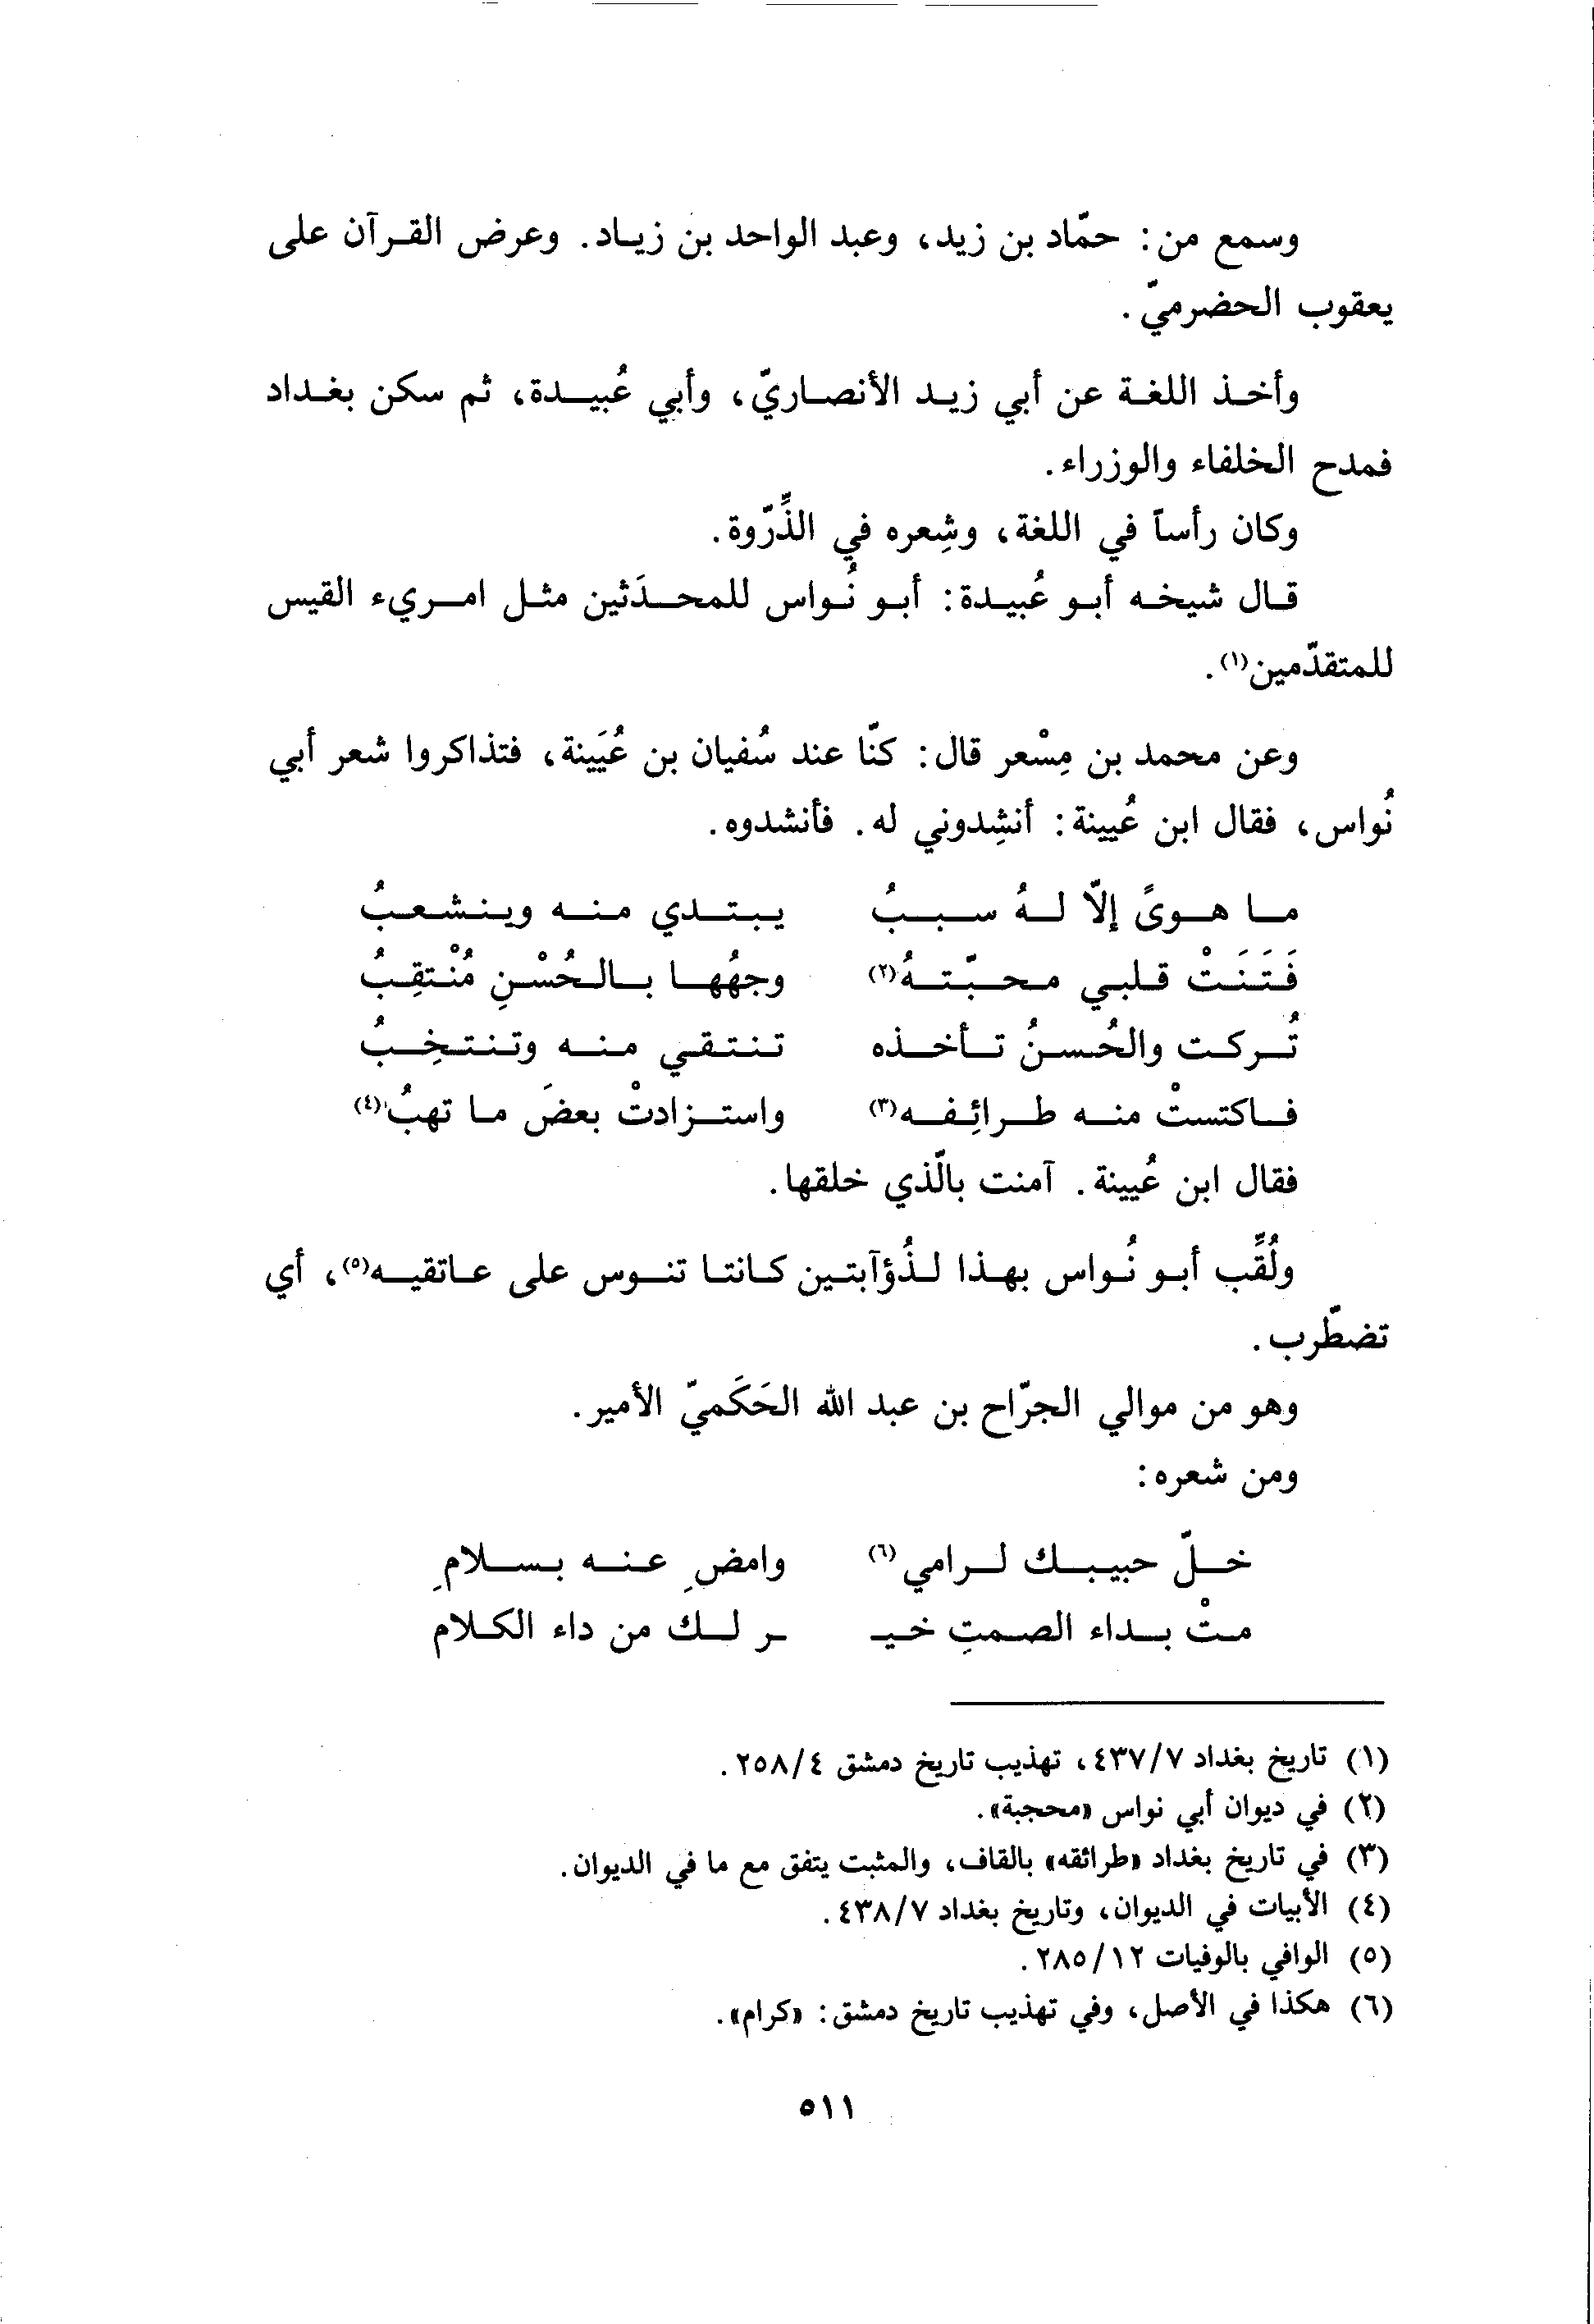 وسمع من: حمّاد بن زيد، وعبد الواحد بن زياد. وعرض القرآن على
يعقوب الحضرميّ.
وأخذ اللغة عن أبي زيد الأنصاريّ، وأبي عُبيدة، ثم سكن بغداد
فمدح الخلفاء والوزراء.
وكان رأساً في اللغة، وشِعره في الذِّرّوة.
قال شيخه أبو عُبيدة: أبو نُواس للمحدَثين مثل امريء القيس
للمتقدّمين(١).
وعن محمد بن مِسْعر قال: كنّا عند سُفيان بن عُيَينة، فتذاكروا شعر أبي
نُواس، فقال ابن عُيينة: أنشِدوني له. فأنشدوه.
ما هوىً إلاّ لهُ سببُ يبتدي منه وينشعبُ
فَتَنَتْ قلبي محبّتهُ(٢) وجهُها بالحُسْنِ مُنْتقِبُ
تُركت والحُسنُ تأخذه تنتقي منه وتنتخِبُ
فاكتستْ منه طرائِفه(٣) واستزادتْ بعضَ ما تهبُ(٤)
فقال ابن عُيينة. آمنت بالّذي خلقها.
ولُقِّب أبو نُواس بهذا لذُؤآبتين كانتا تنوس على عاتقيه(٥)، أي
تضطّرب.
وهو من موالي الجرّاح بن عبد الله الحَكَميّ الأمير.
ومن شعره:
خلّ حبيبك لرامي(٦) وامضِ عنه بسلامِ
متْ بداء الصمتِ خيـ ـر لك من داء الكلام
(١) تاريخ بغداد ٤٣٧/٧، تهذيب تاريخ دمشق ٢٥٨/٤.
(٢) في ديوان أبي نواس «محجبة».
(٣) في تاريخ بغداد «طرائقه» بالقاف، والمثبت يتفق مع ما في الديوان.
(٤) الأبيات في الديوان، وتاريخ بغداد ٤٣٨/٧.
(٥) الوافي بالوفيات ٢٨٥/١٢.
(٦) هكذا في الأصل، وفي تهذيب تاريخ دمشق: «كرام».
٥١١